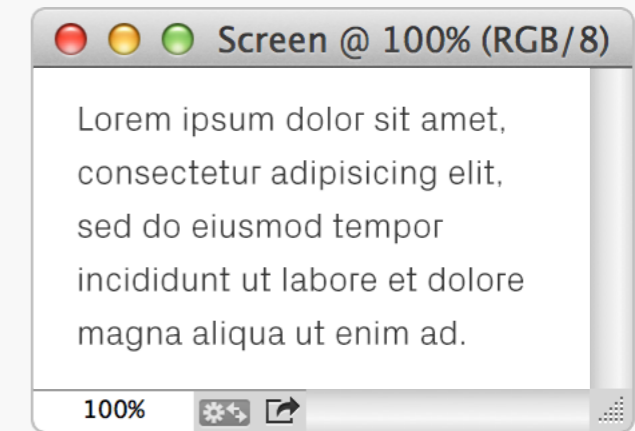 Screen @ 100% (RGB/8)
Lorem ipsum dolor sit amet,
consectetur adipisicing elit,
sed do eiusmod tempor
incididunt ut labore et dolore
magna aliqua ut enim ad.
100%